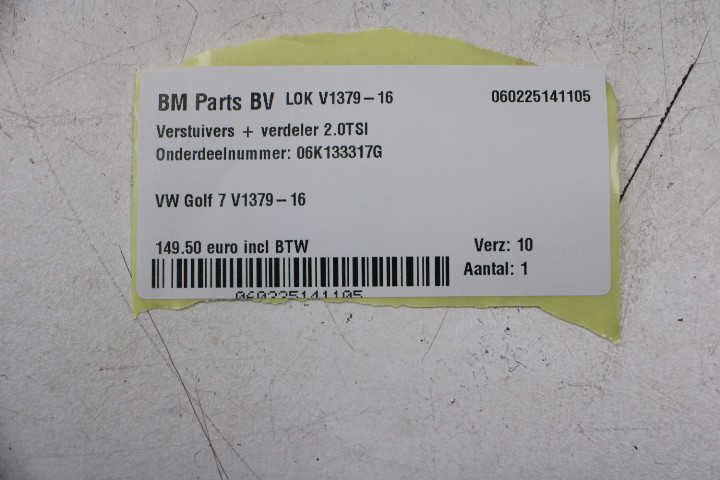 BM Parts BV LOK V1379-16 060225141105
Verstuivers + verdeler 2.0TSI
Onderdeelnummer: 06K133317G
VW Golf 7 V1379-16
149.50 euro incl BTW Verz: 10
Aantal: 1
060225141105